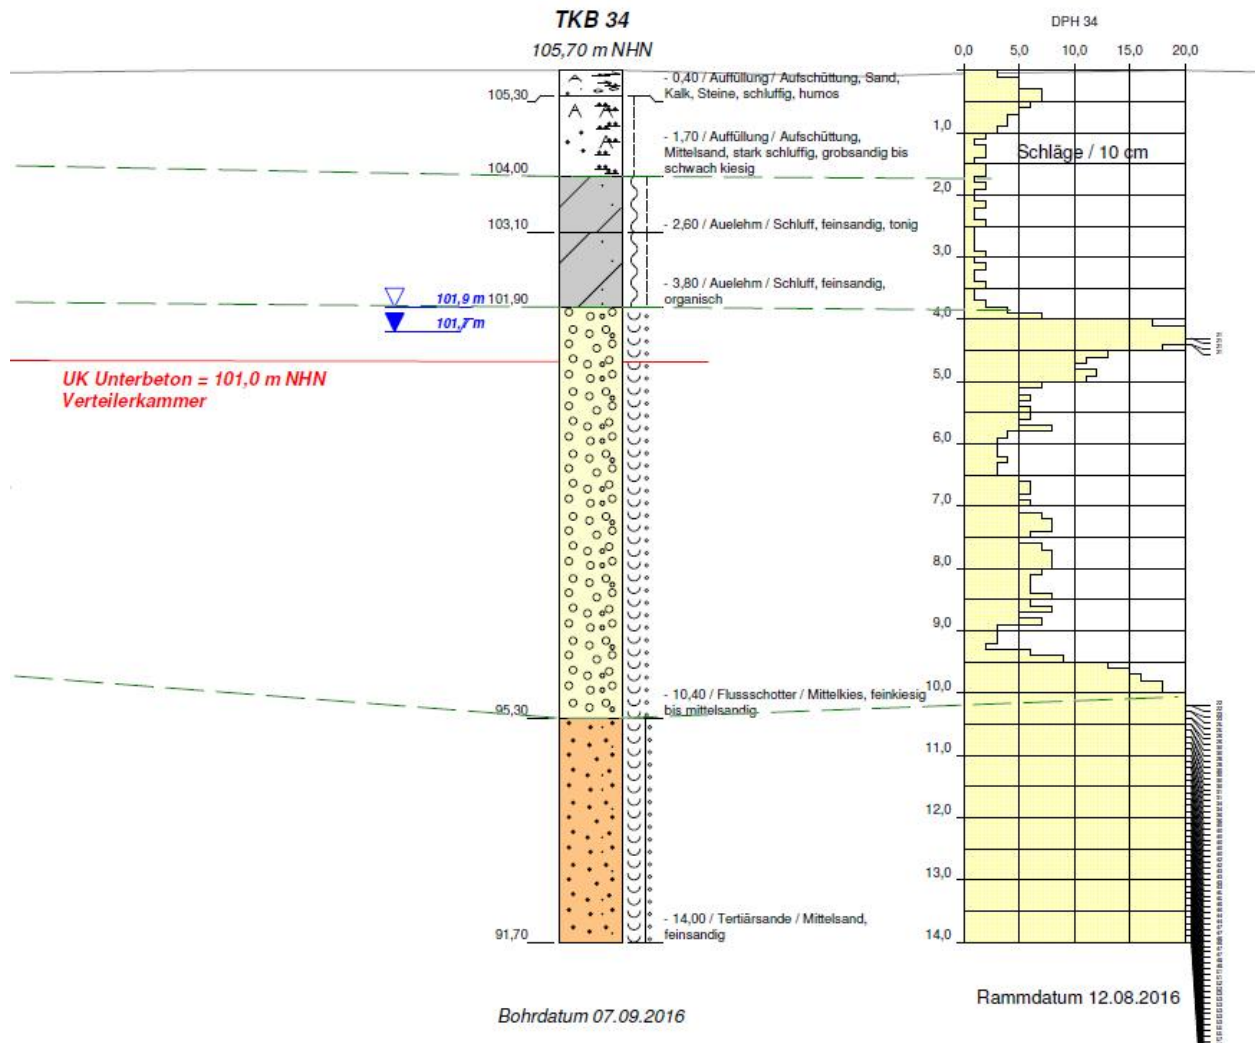 TKB 34
105,70 m NHN
DPH 34
0,0 5,0 10,0 15,0 20,0
- 0,40 / Auffüllung / Aufschüttung, Sand,
Kalk, Steine, schluffig, humos
105,30
1,0
- 1,70 / Auffüllung / Aufschüttung,
Mittelsand, stark schluffig, grobsandig bis
schwach kiesig
Schläge / 10 cm
104,00
2,0
103,10
- 2,60 / Auelehm / Schluff, feinsandig, tonig
3,0
- 3,80 / Auelehm / Schluff, feinsandig,
organisch
101,9 m
101,90
4,0
101,7 m
UK Unterbeton = 101,0 m NHN
Verteilerkammer
5,0
6,0
7,0
8,0
9,0
10,0
- 10,40 / Flussschotter / Mittelkies, feinkiesig
bis mittelsandig
95,30
11,0
12,0
13,0
- 14,00 / Tertiärsande / Mittelsand,
feinsandig
91,70
14,0
Rammdatum 12.08.2016
Bohrdatum 07.09.2016